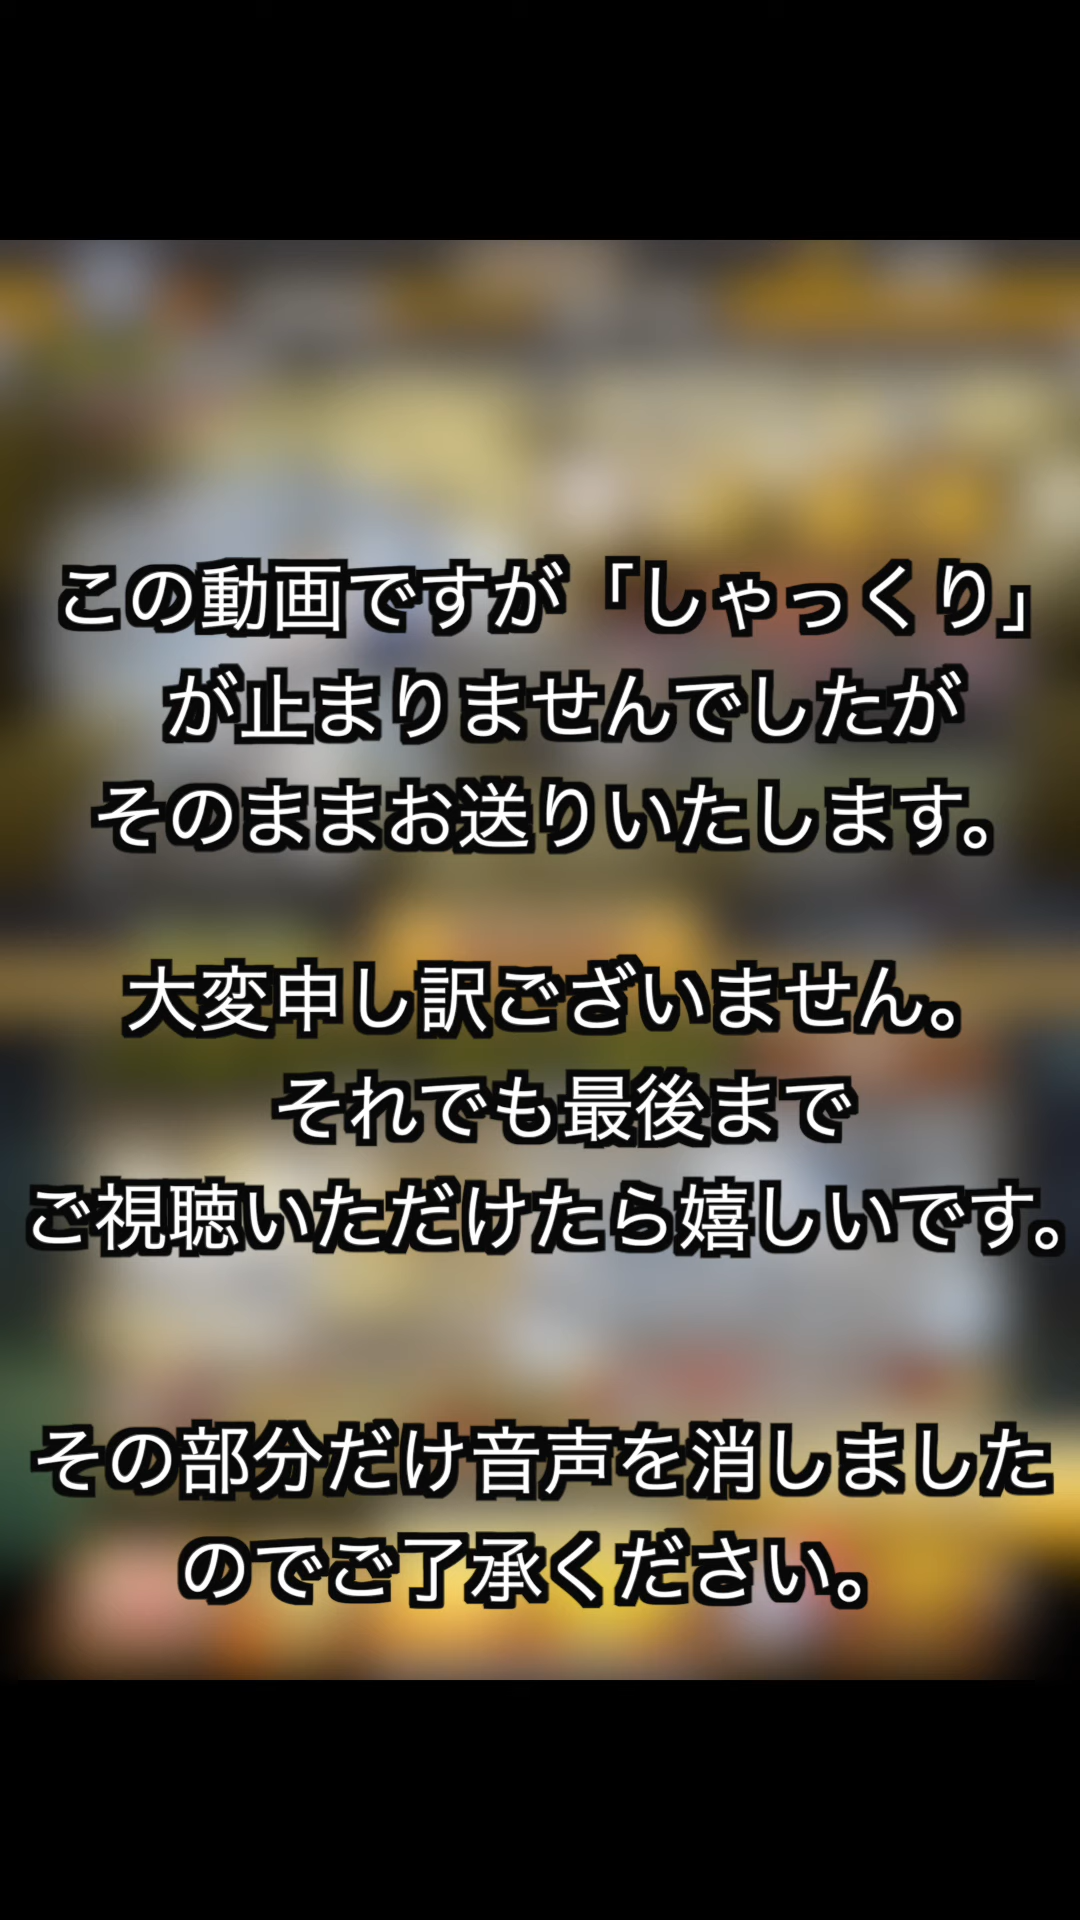 この動画ですが「しゃっくり」
が止まりませんでしたが
そのままお送りいたします。
大変申し訳ございません。
それでも最後まで
ご視聴いただけたら嬉しいです。
その部分だけ音声を消しました
のでご了承ください。